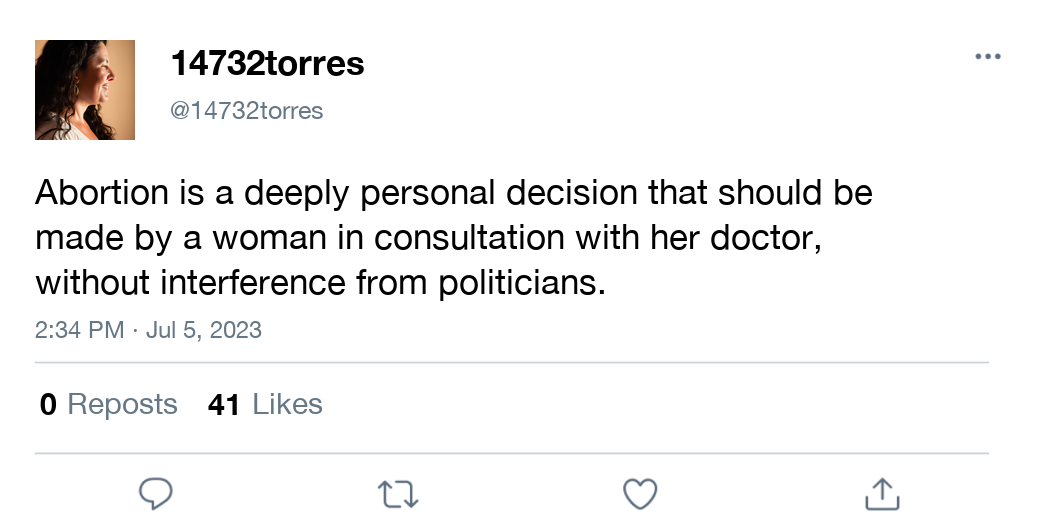 14732torres
@14732torres
Abortion is a deeply personal decision that should be
made by a woman in consultation with her doctor,
without interference from politicians.
2:34 PM · Jul 5, 2023
0 Reposts 41 Likes